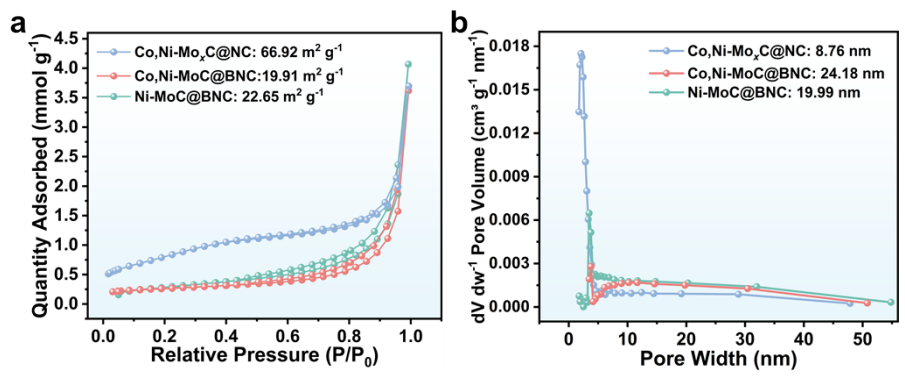 a
Co,Ni-MoₓC@NC: 66.92 m² g⁻¹
Co,Ni-MoC@BNC:19.91 m² g⁻¹
Ni-MoC@BNC: 22.65 m² g⁻¹
Quantity Adsorbed (mmol g⁻¹)
4.5
4.0
3.5
3.0
2.5
2.0
1.5
1.0
0.5
0.0
0.0 0.2 0.4 0.6 0.8 1.0
Relative Pressure (P/P₀)
b
Co,Ni-MoₓC@NC: 8.76 nm
Co,Ni-MoC@BNC: 24.18 nm
Ni-MoC@BNC: 19.99 nm
dV dw⁻¹ Pore Volume (cm³ g⁻¹ nm⁻¹)
0.018
0.015
0.012
0.009
0.006
0.003
0.000
0 10 20 30 40 50
Pore Width (nm)